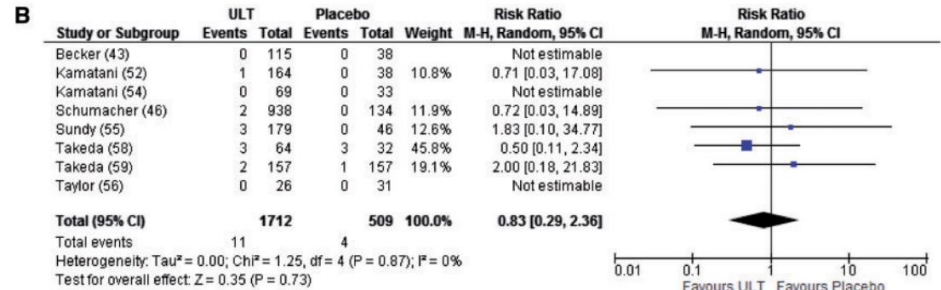 B
ULT Placebo Risk Ratio Risk Ratio
Study or Subgroup Events Total Events Total Weight M-H, Random, 95% CI M-H, Random, 95% CI
Becker (43) 0 115 0 38 Not estimable
Kamatani (52) 1 164 0 38 10.8% 0.71 [0.03, 17.08]
Kamatani (54) 0 69 0 33 Not estimable
Schumacher (46) 2 938 0 134 11.9% 0.72 [0.03, 14.89]
Sundy (55) 3 179 0 46 12.6% 1.83 [0.10, 34.77]
Takeda (58) 3 64 3 32 45.8% 0.50 [0.11, 2.34]
Takeda (59) 2 157 1 157 19.1% 2.00 [0.18, 21.83]
Taylor (56) 0 26 0 31 Not estimable
Total (95% CI) 1712 509 100.0% 0.83 [0.29, 2.36]
Total events 11 4
Heterogeneity: Tau² = 0.00; Chi² = 1.25, df = 4 (P = 0.87); I² = 0%
Test for overall effect: Z = 0.35 (P = 0.73)
0.01 0.1 1 10 100
Favours ULT Favours Placebo